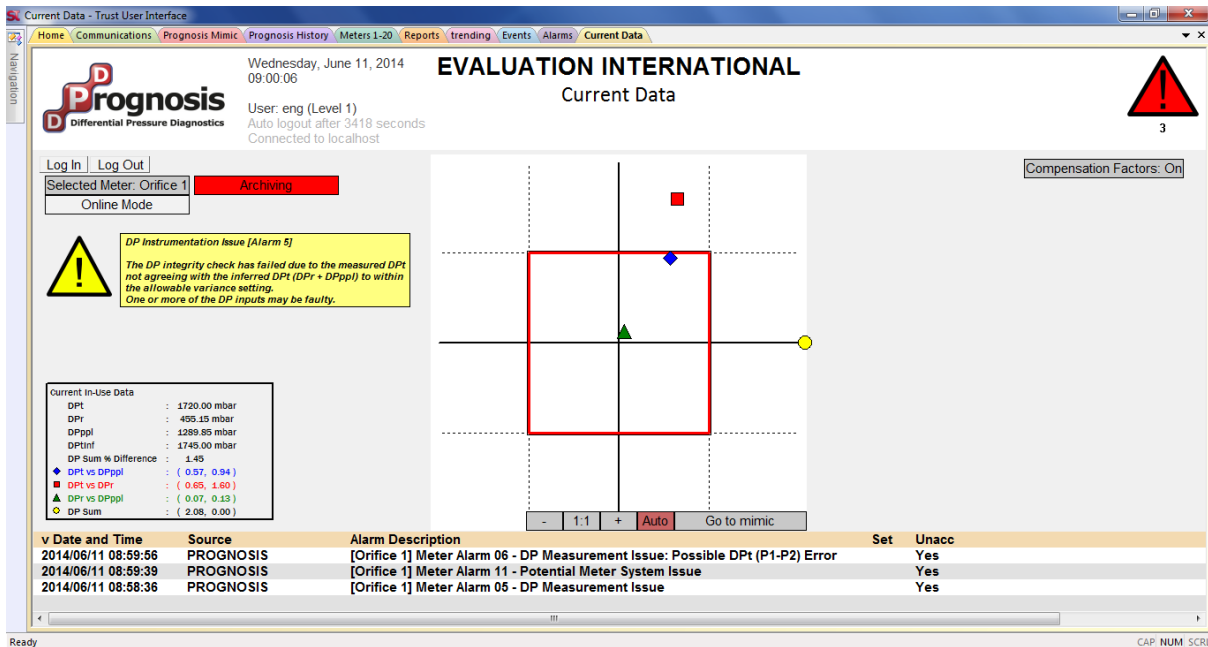 Current Data - Trust User Interface
Home Communications Prognosis Mimic Prognosis History Meters 1-20 Reports trending Events Alarms Current Data
Navigation
DPrognosis
D
Differential Pressure Diagnostics
Wednesday, June 11, 2014
09:00:06
User: eng (Level 1)
Auto logout after 3418 seconds
Connected to localhost
EVALUATION INTERNATIONAL
Current Data
3
Log In Log Out
Selected Meter: Orifice 1 Archiving
Online Mode
Compensation Factors: On
DP Instrumentation Issue [Alarm 5]
The DP integrity check has failed due to the measured DPt
not agreeing with the inferred DPt (DPr + DPppl) to within
the allowable variance setting.
One or more of the DP inputs may be faulty.
Current In-Use Data
DPt : 1720.00 mbar
DPr : 455.15 mbar
DPppl : 1289.85 mbar
DPtInf : 1745.00 mbar
DP Sum % Difference : 1.45
DPt vs DPppl : ( 0.57, 0.94 )
DPt vs DPr : ( 0.65, 1.60 )
DPr vs DPppl : ( 0.07, 0.13 )
DP Sum : ( 2.08, 0.00 )
- 1:1 + Auto Go to mimic
v Date and Time Source Alarm Description Set Unacc
2014/06/11 08:59:56 PROGNOSIS [Orifice 1] Meter Alarm 06 - DP Measurement Issue: Possible DPt (P1-P2) Error Yes
2014/06/11 08:59:39 PROGNOSIS [Orifice 1] Meter Alarm 11 - Potential Meter System Issue Yes
2014/06/11 08:58:36 PROGNOSIS [Orifice 1] Meter Alarm 05 - DP Measurement Issue Yes
Ready
CAP NUM SCRL